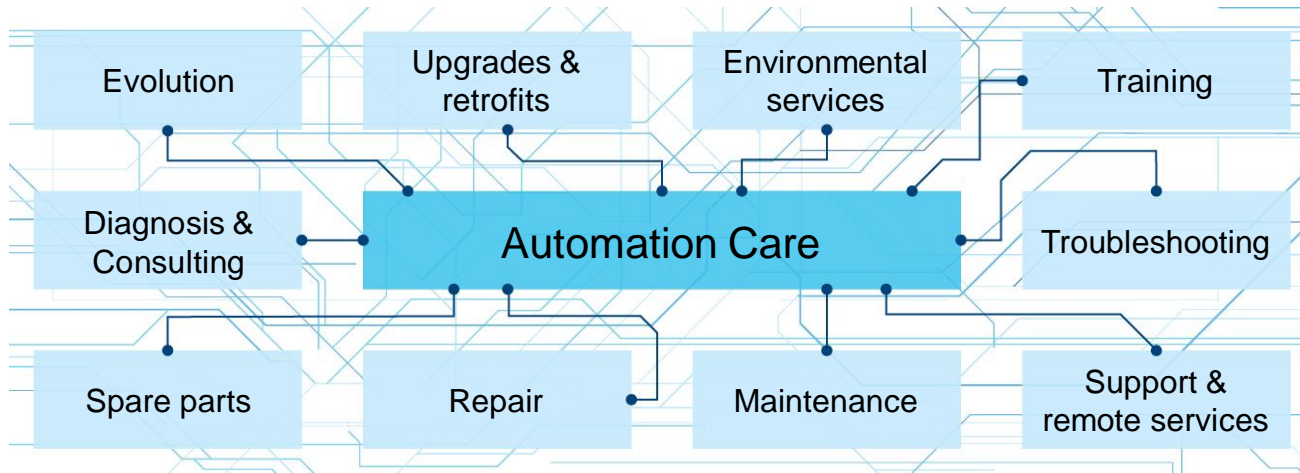 Evolution
Upgrades &
retrofits
Environmental
services
Training
Diagnosis &
Consulting
Automation Care
Troubleshooting
Spare parts
Repair
Maintenance
Support &
remote services